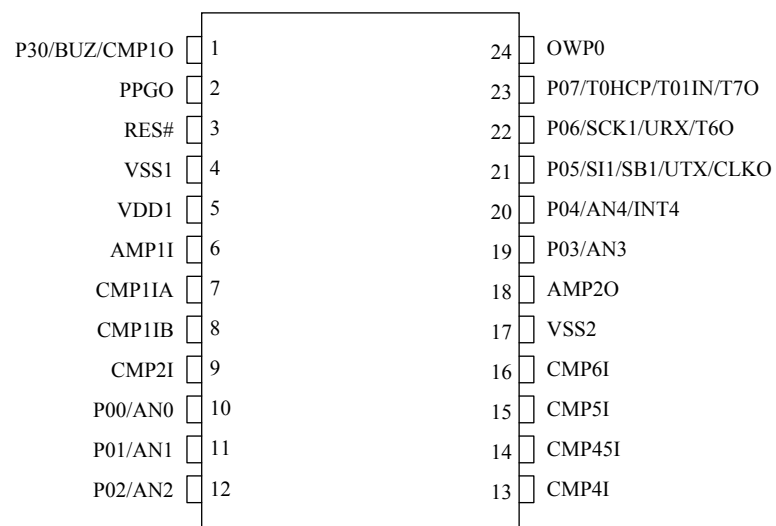 P30/BUZ/CMP1O 1 24 OWP0
PPGO 2 23 P07/T0HCP/T01IN/T7O
RES# 3 22 P06/SCK1/URX/T6O
VSS1 4 21 P05/SI1/SB1/UTX/CLKO
VDD1 5 20 P04/AN4/INT4
AMP1I 6 19 P03/AN3
CMP1IA 7 18 AMP2O
CMP1IB 8 17 VSS2
CMP2I 9 16 CMP6I
P00/AN0 10 15 CMP5I
P01/AN1 11 14 CMP45I
P02/AN2 12 13 CMP4I